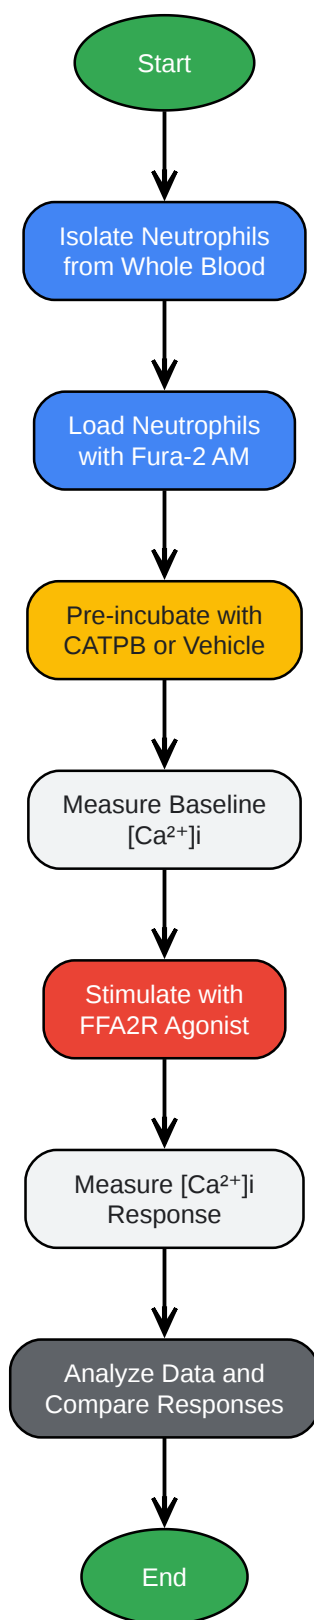 Start
Isolate Neutrophils
from Whole Blood
Load Neutrophils
with Fura-2 AM
Pre-incubate with
CATPB or Vehicle
Measure Baseline
[Ca²⁺]i
Stimulate with
FFA2R Agonist
Measure [Ca²⁺]i
Response
Analyze Data and
Compare Responses
End